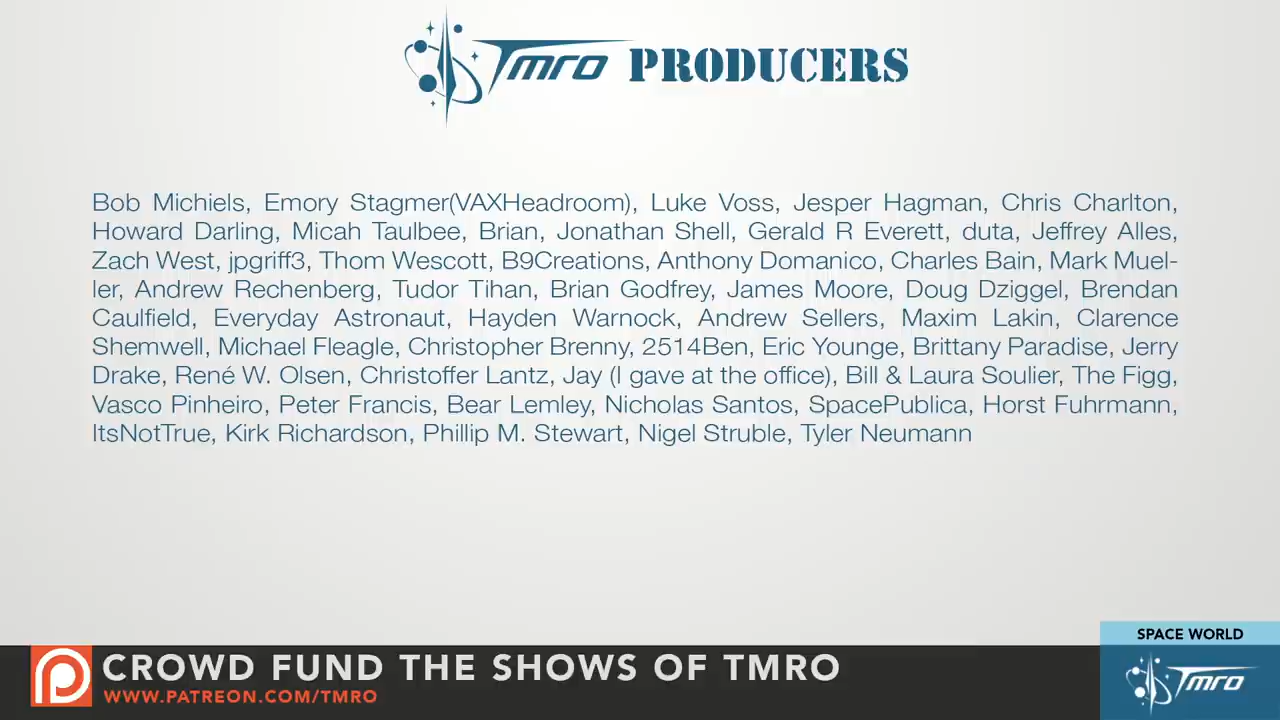 TMRO PRODUCERS
Bob Michiels, Emory Stagmer(VAXHeadroom), Luke Voss, Jesper Hagman, Chris Charlton,
Howard Darling, Micah Taulbee, Brian, Jonathan Shell, Gerald R Everett, duta, Jeffrey Alles,
Zach West, jpgriff3, Thom Wescott, B9Creations, Anthony Domanico, Charles Bain, Mark Muel-
ler, Andrew Rechenberg, Tudor Tihan, Brian Godfrey, James Moore, Doug Dziggel, Brendan
Caulfield, Everyday Astronaut, Hayden Warnock, Andrew Sellers, Maxim Lakin, Clarence
Shemwell, Michael Fleagle, Christopher Brenny, 2514Ben, Eric Younge, Brittany Paradise, Jerry
Drake, René W. Olsen, Christoffer Lantz, Jay (I gave at the office), Bill & Laura Soulier, The Figg,
Vasco Pinheiro, Peter Francis, Bear Lemley, Nicholas Santos, SpacePublica, Horst Fuhrmann,
ItsNotTrue, Kirk Richardson, Phillip M. Stewart, Nigel Struble, Tyler Neumann
CROWD FUND THE SHOWS OF TMRO
WWW.PATREON.COM/TMRO
SPACE WORLD
TMRO